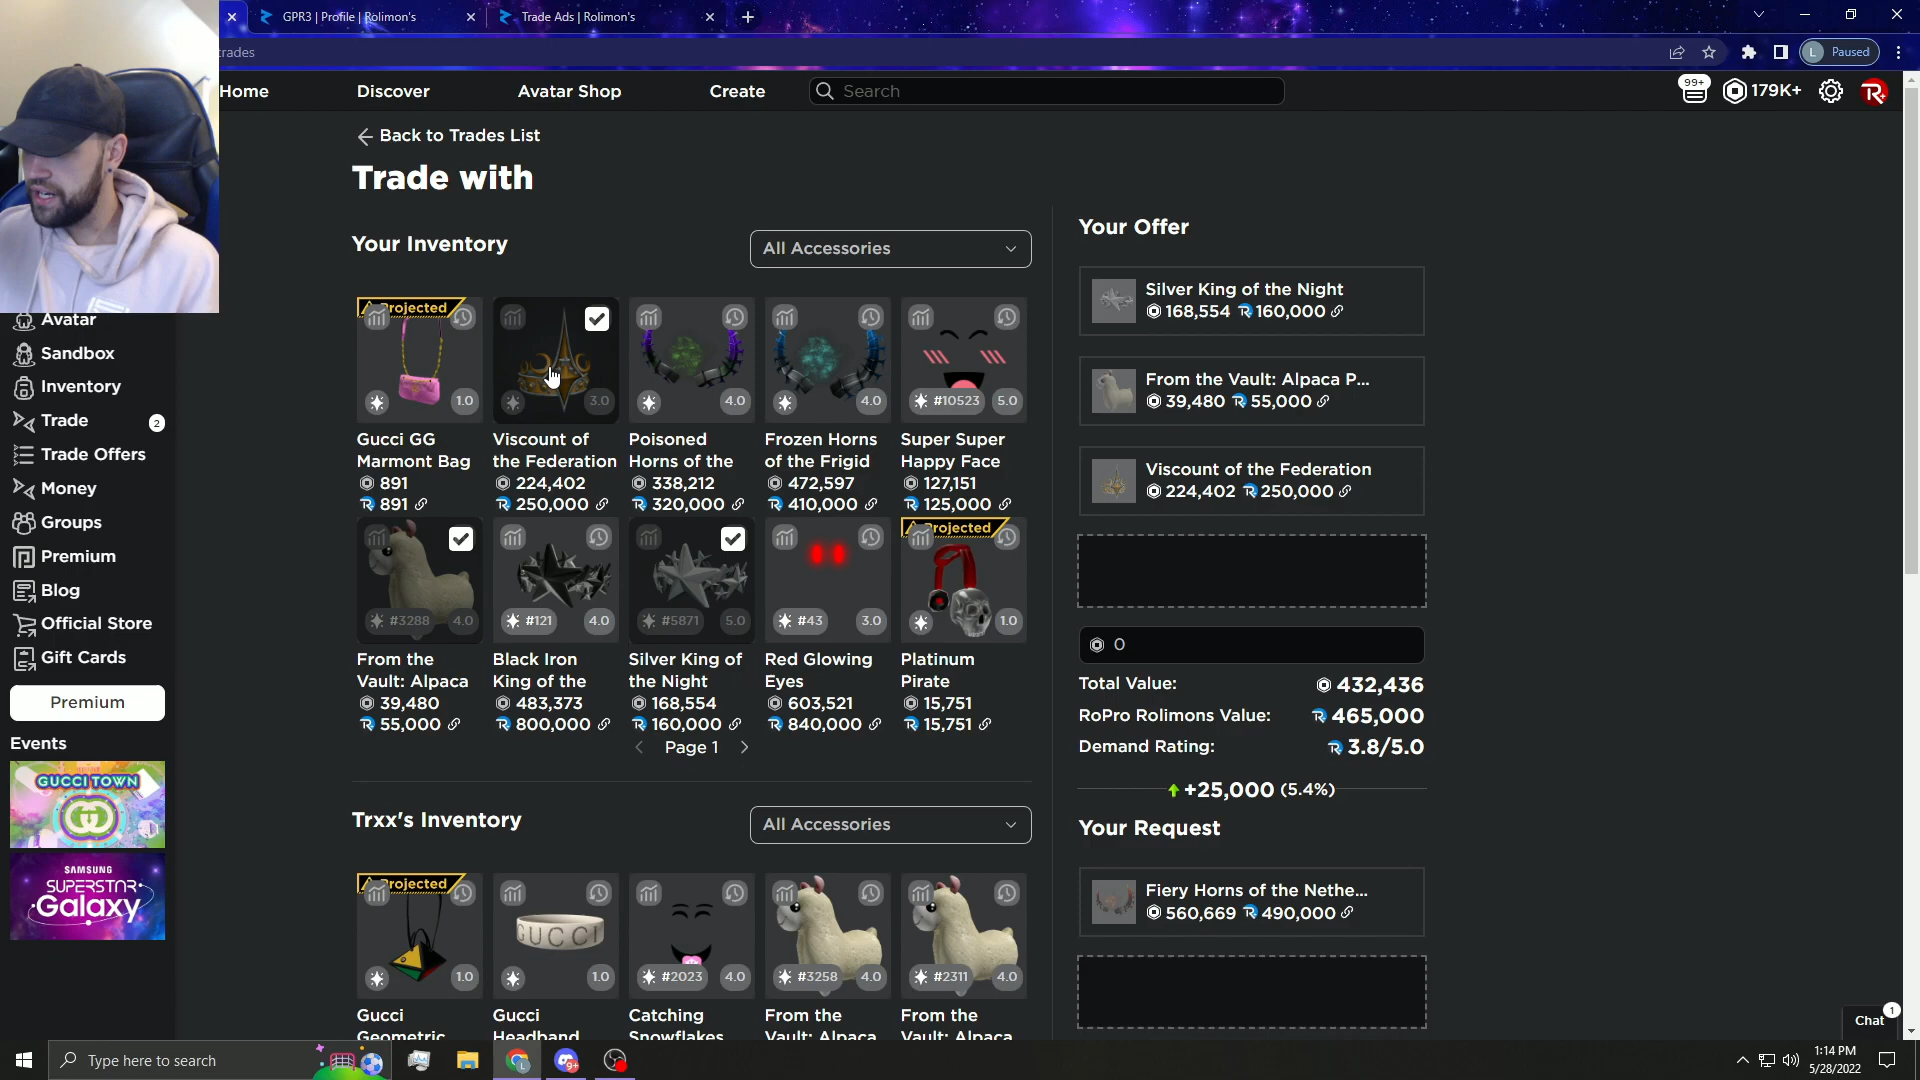 GPR3 | Profile | Rolimon's
Trade Ads | Rolimon's
trades
L Paused
Home
Discover
Avatar Shop
Create
Search
99+
179K+
Back to Trades List
Trade with
Your Inventory
All Accessories
Projected
1.0
3.0
4.0
4.0
#10523 5.0
Gucci GG
Marmont Bag
891
891
Viscount of
the Federation
224,402
250,000
Poisoned
Horns of the
338,212
320,000
Frozen Horns
of the Frigid
472,597
410,000
Super Super
Happy Face
127,151
125,000
Projected
#3288 4.0
#121 4.0
#5871 5.0
#43 3.0
1.0
From the
Vault: Alpaca
39,480
55,000
Black Iron
King of the
483,373
800,000
Silver King of
the Night
168,554
160,000
Red Glowing
Eyes
603,521
840,000
Platinum
Pirate
15,751
15,751
Page 1
Trxx's Inventory
All Accessories
Projected
1.0
1.0
#2023 4.0
#3258 4.0
#2311 4.0
GUCCI
Gucci
Geometric
Gucci
Headband
Catching
Snowflakes
From the
Vault: Alpaca
From the
Vault: Alpaca
Your Offer
Silver King of the Night
168,554 160,000
From the Vault: Alpaca P...
39,480 55,000
Viscount of the Federation
224,402 250,000
0
Total Value: 432,436
RoPro Rolimons Value: 465,000
Demand Rating: 3.8/5.0
+25,000 (5.4%)
Your Request
Fiery Horns of the Nethe...
560,669 490,000
Avatar
Sandbox
Inventory
Trade 2
Trade Offers
Money
Groups
Premium
Blog
Official Store
Gift Cards
Premium
Events
GUCCI TOWN
SAMSUNG
SUPERSTAR
Galaxy
Chat 1
Type here to search
9+
1:14 PM
5/28/2022